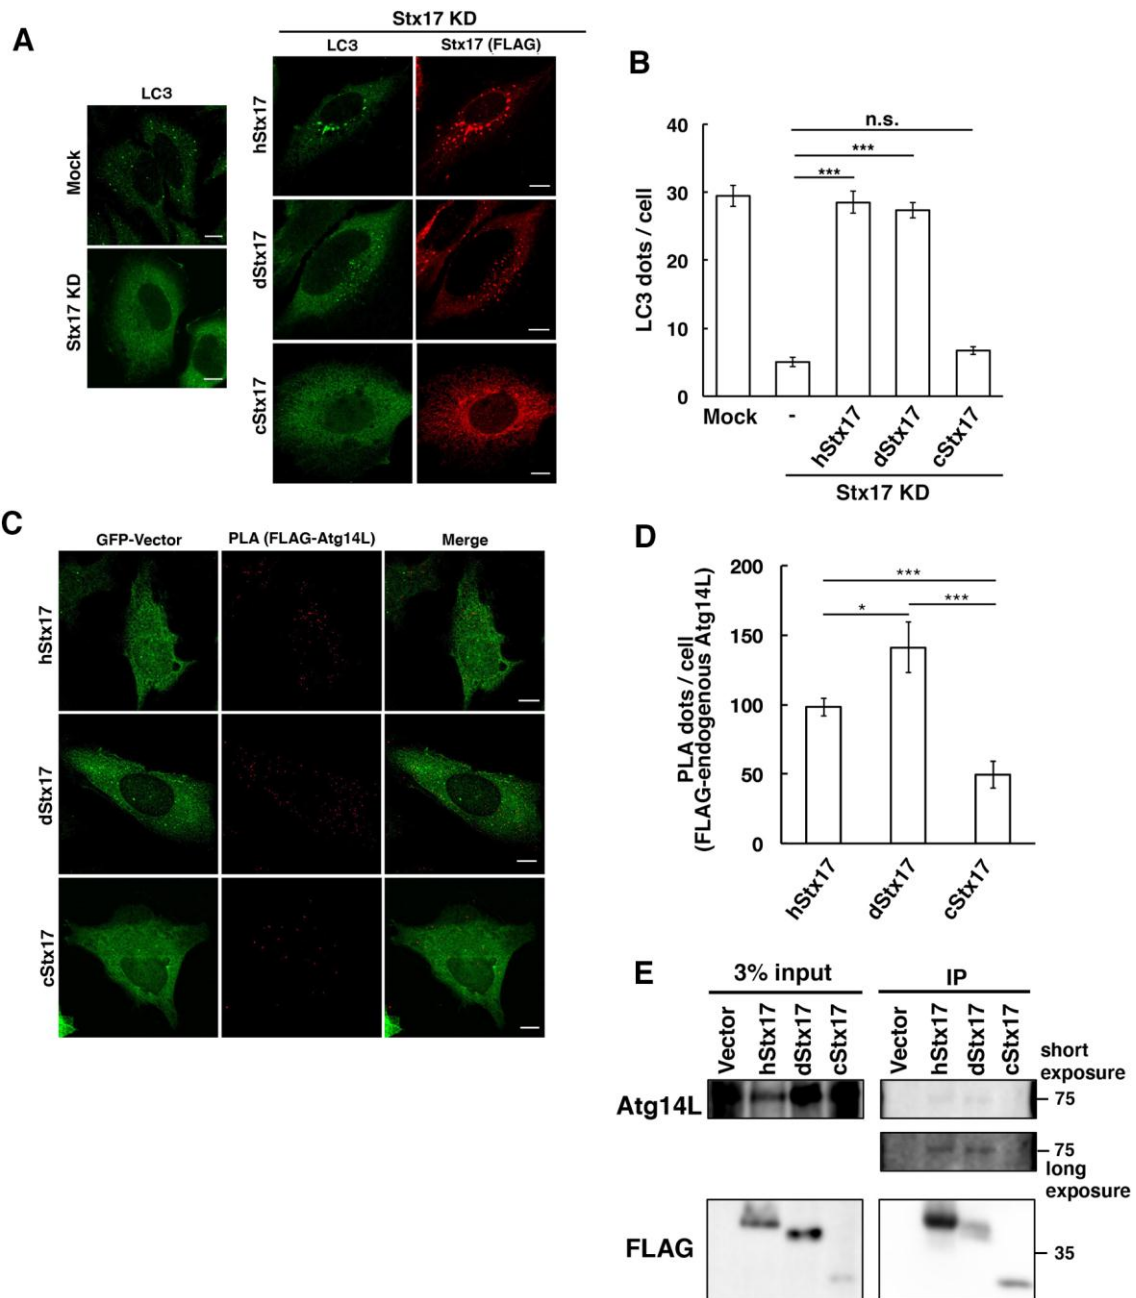 A
Stx17 KD
LC3
Stx17 (FLAG)
LC3
Mock
Stx17 KD
hStx17
dStx17
cStx17
B
LC3 dots / cell
40
30
20
10
0
n.s.
***
***
Mock
-
hStx17
dStx17
cStx17
Stx17 KD
C
GFP-Vector
PLA (FLAG-Atg14L)
Merge
hStx17
dStx17
cStx17
D
PLA dots / cell
(FLAG-endogenous Atg14L)
200
150
100
50
0
***
*
***
hStx17
dStx17
cStx17
E
3% input
IP
Vector
hStx17
dStx17
cStx17
Vector
hStx17
dStx17
cStx17
short
exposure
Atg14L
75
75
long
exposure
FLAG
35